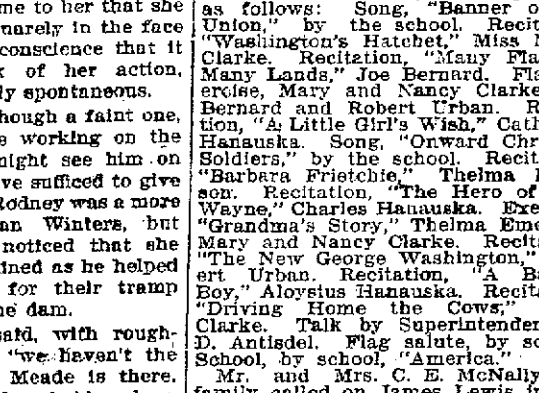 me to her that she
narely in the face
conscience that it
of her action,
ly spontaneous.
hough a faint one,
working on the
night see him on
ve sufficed to give
Rodney was a more
an Winters, but
noticed that she
ined as he helped
for their tramp
he dam.
said, with rough-
"we haven't the
Meade is there.
as follows: Song, "Banner o
Union," by the school. Recit
"Washington's Hatchet," Miss
Clarke. Recitation, "Many Fla
Many Lands," Joe Bernard. Fla
ercise, Mary and Nancy Clarke
Bernard and Robert Urban. R
tion, "A Little Girl's Wish," Cath
Hanauska. Song, "Onward Chr
Soldiers," by the school. Recit
"Barbara Frietchie," Thelma
son. Recitation, "The Hero of
Wayne," Charles Hanauska. Exe
"Grandma's Story," Thelma Eme
Mary and Nancy Clarke. Recita
"The New George Washington,"
ert Urban. Recitation, "A Ba
Boy," Aloysius Hanauska. Recita
"Driving Home the Cows,"
Clarke. Talk by Superintenden
D. Antisdel. Flag salute, by sc
School, by school, "America."
Mr. and Mrs. C. E. McNally
family called on James Lewis in